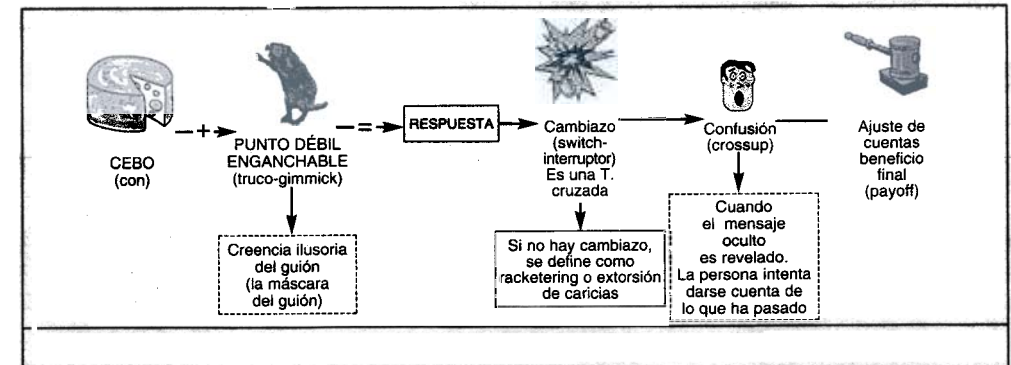 CEBO
(con)
PUNTO DÉBIL
ENGANCHABLE
(truco-gimmick)
Creencia ilusoria
del guión
(la máscara
del guión)
RESPUESTA
Cambiazo
(switch-
interruptor)
Es una T.
cruzada
Si no hay cambiazo,
se define como
racketering o extorsión
de caricias
Confusión
(crossup)
Cuando
el mensaje
oculto
es revelado.
La persona intenta
darse cuenta de
lo que ha pasado
Ajuste de
cuentas
beneficio
final
(payoff)